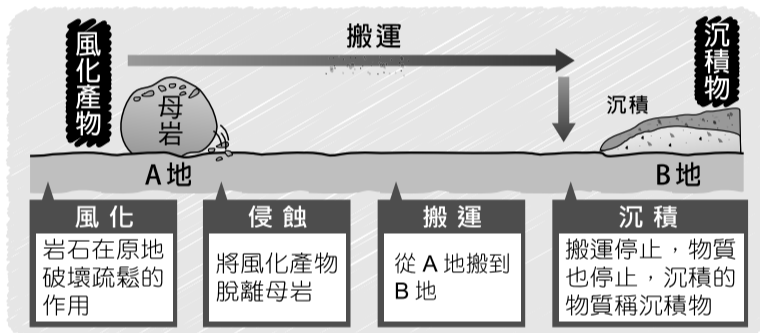 搬運
風化產物
母岩
沉積
沉積物
A地
B地
風化
岩石在原地
破壞疏鬆的
作用
侵蝕
將風化產物
脫離母岩
搬運
從 A 地搬到
B 地
沉積
搬運停止，物質
也停止，沉積的
物質稱沉積物